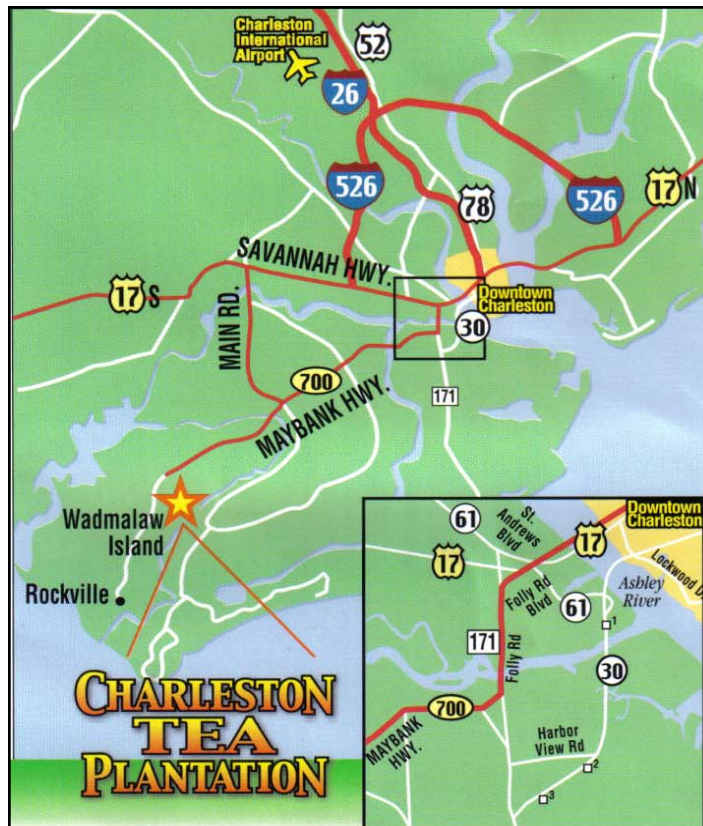 Charleston
International
Airport
52
26
526
78
526
17 N
SAVANNAH HWY.
17 S
Downtown
Charleston
MAIN RD.
30
700
MAYBANK HWY.
171
Wadmalaw
Island
Rockville
CHARLESTON
TEA
PLANTATION
Downtown
Charleston
61
St.
Andrews
Blvd
17
17
Lockwood D
Folly Rd
Blvd
61
Ashley
River
1
171
Folly Rd
30
700
MAYBANK
HWY.
Harbor
View Rd
2
3